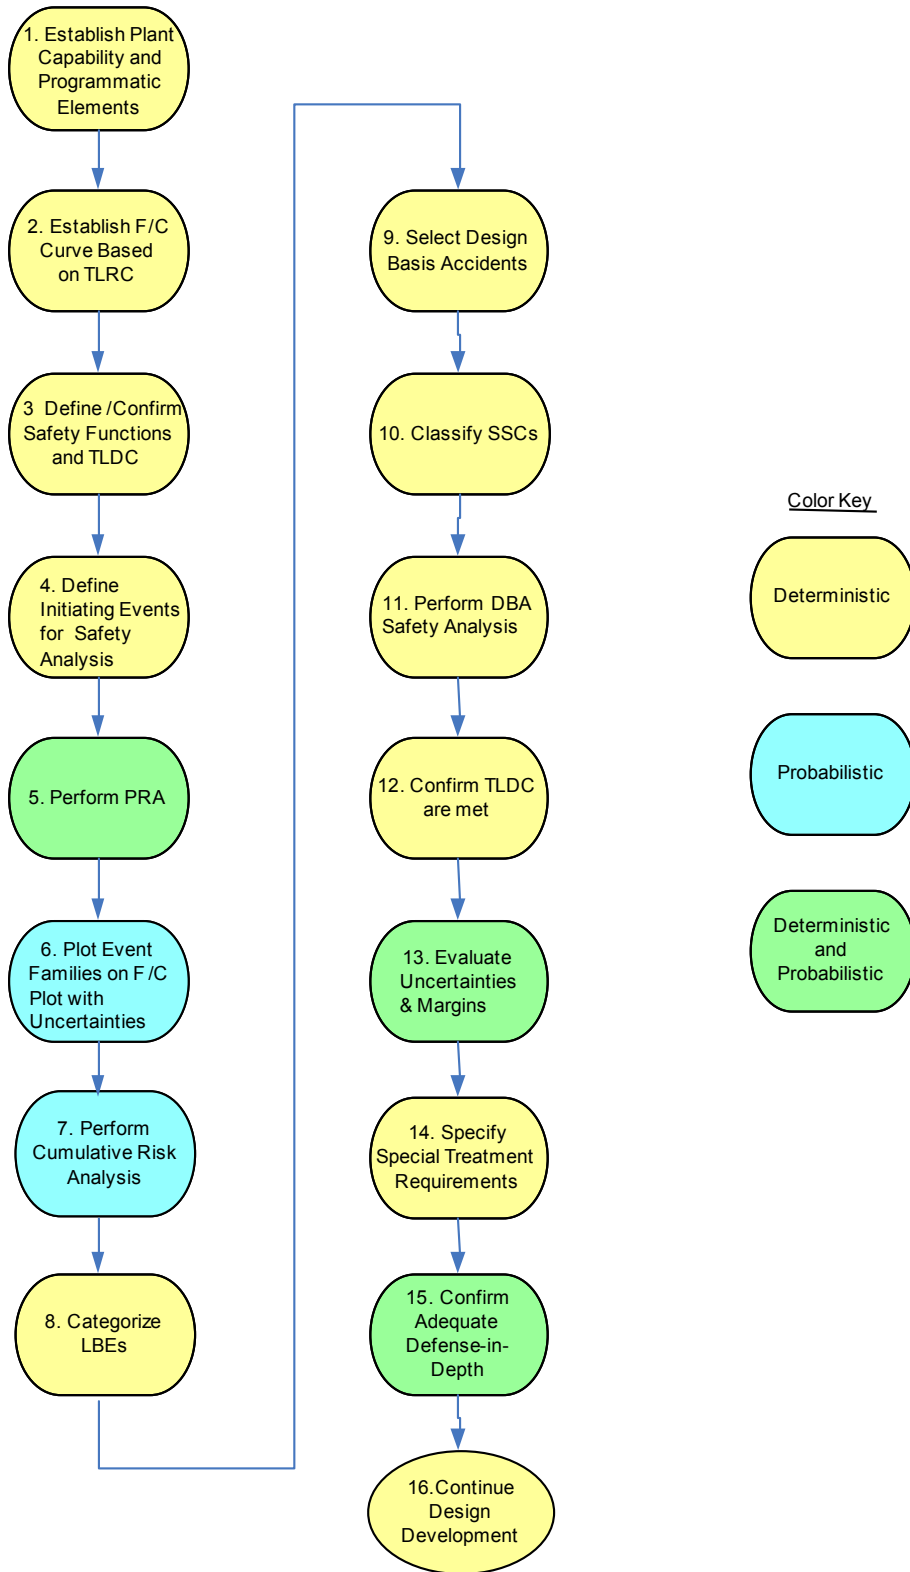 1. Establish Plant
Capability and
Programmatic
Elements
2. Establish F/C
Curve Based
on TLRC
3 Define /Confirm
Safety Functions
and TLDC
4. Define
Initiating Events
for Safety
Analysis
5. Perform PRA
6. Plot Event
Families on F/C
Plot with
Uncertainties
7. Perform
Cumulative Risk
Analysis
8. Categorize
LBEs
9. Select Design
Basis Accidents
10. Classify SSCs
11. Perform DBA
Safety Analysis
12. Confirm TLDC
are met
13. Evaluate
Uncertainties
& Margins
14. Specify
Special Treatment
Requirements
15. Confirm
Adequate
Defense-in-
Depth
16.Continue
Design
Development
Color Key
Deterministic
Probabilistic
Deterministic
and
Probabilistic